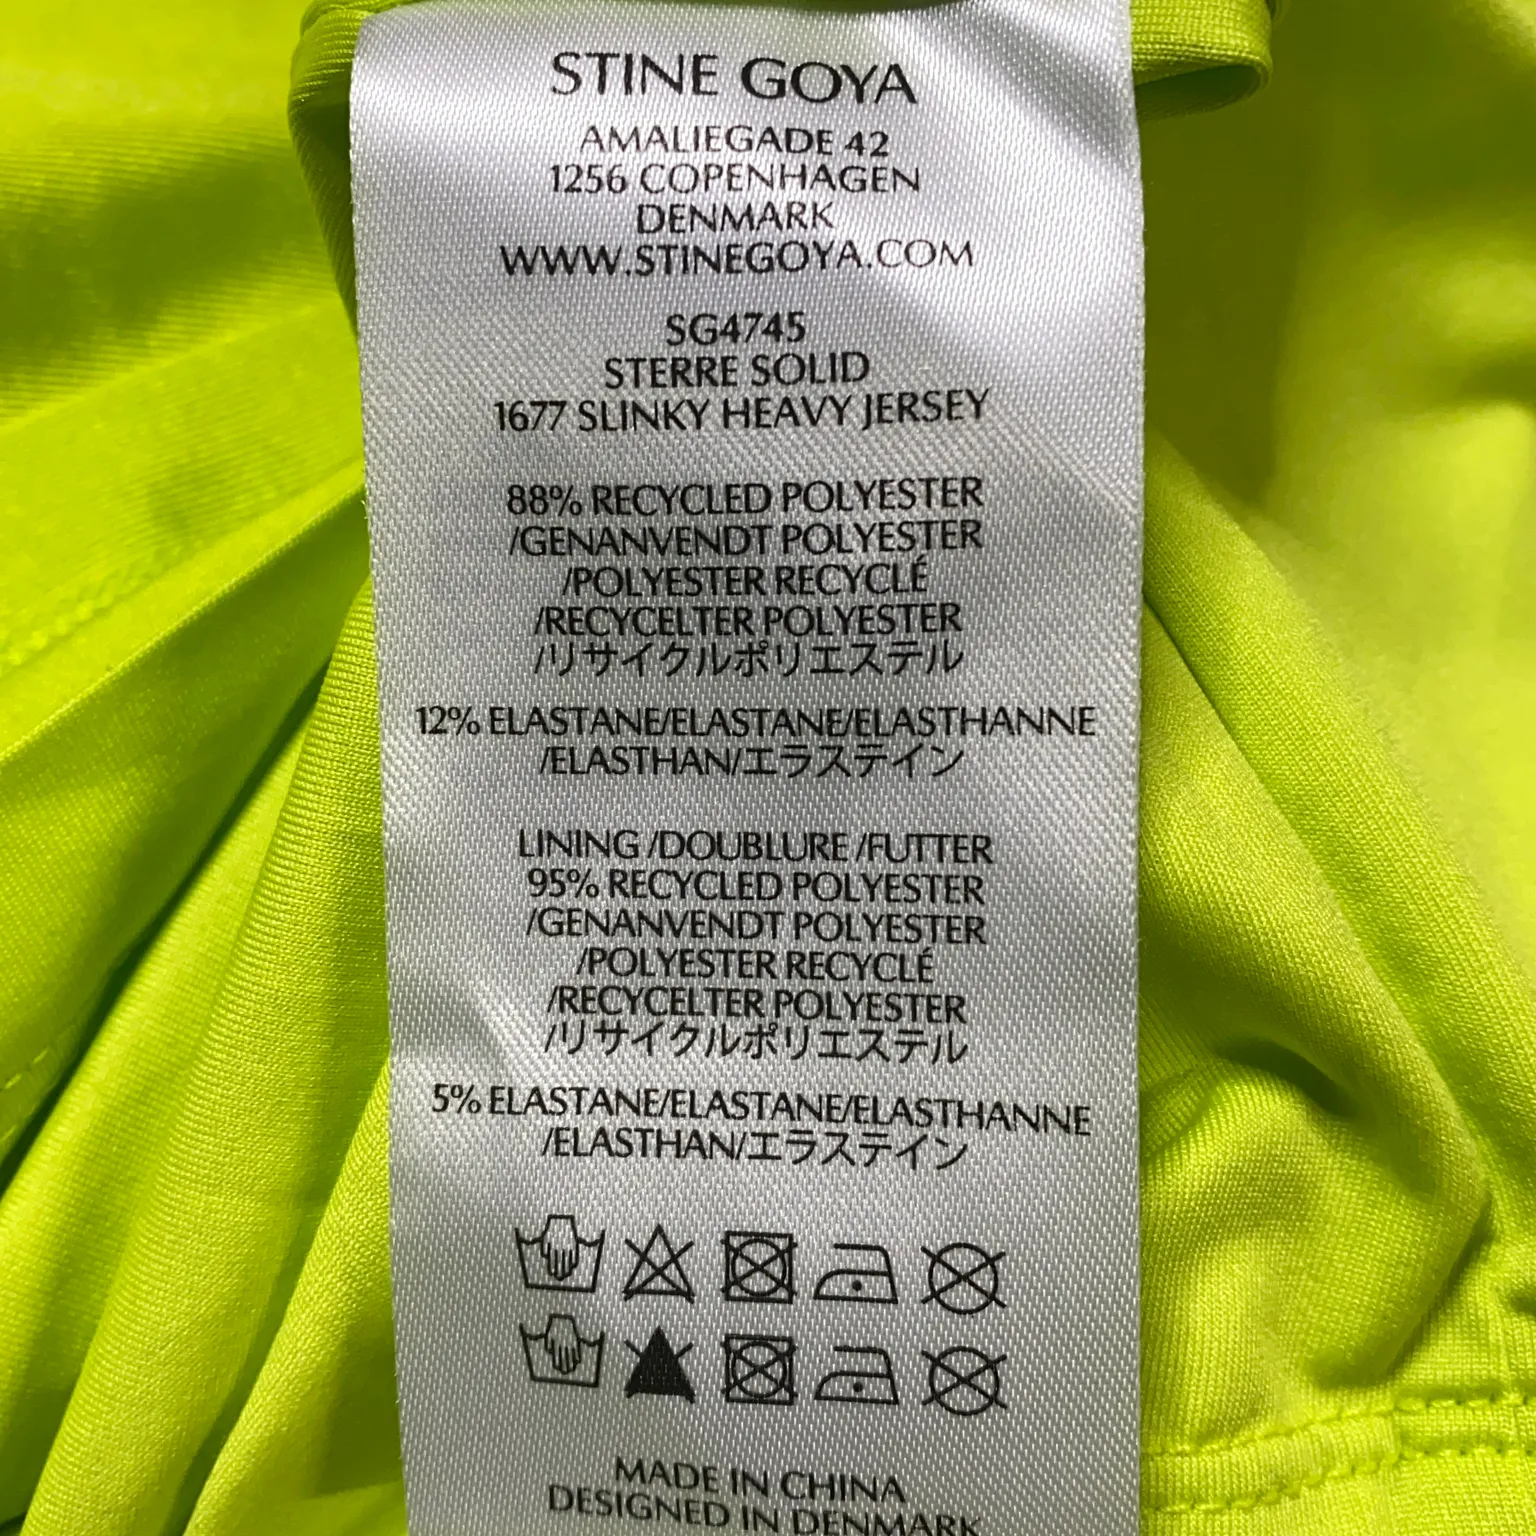 STINE GOYA
AMALIEGADE 42
1256 COPENHAGEN
DENMARK
WWW.STINEGOYA.COM
SG4745
STERRE SOLID
1677 SLINKY HEAVY JERSEY
88% RECYCLED POLYESTER
/GENANVENDT POLYESTER
/POLYESTER RECYCLÉ
/RECYCELTER POLYESTER
/リサイクルポリエステル
12% ELASTANE/ELASTANE/ELASTHANNE
/ELASTHAN/エラステイン
LINING /DOUBLURE /FUTTER
95% RECYCLED POLYESTER
/GENANVENDT POLYESTER
/POLYESTER RECYCLÉ
/RECYCELTER POLYESTER
/リサイクルポリエステル
5% ELASTANE/ELASTANE/ELASTHANNE
/ELASTHAN/エラステイン
MADE IN CHINA
DESIGNED IN DENMARK